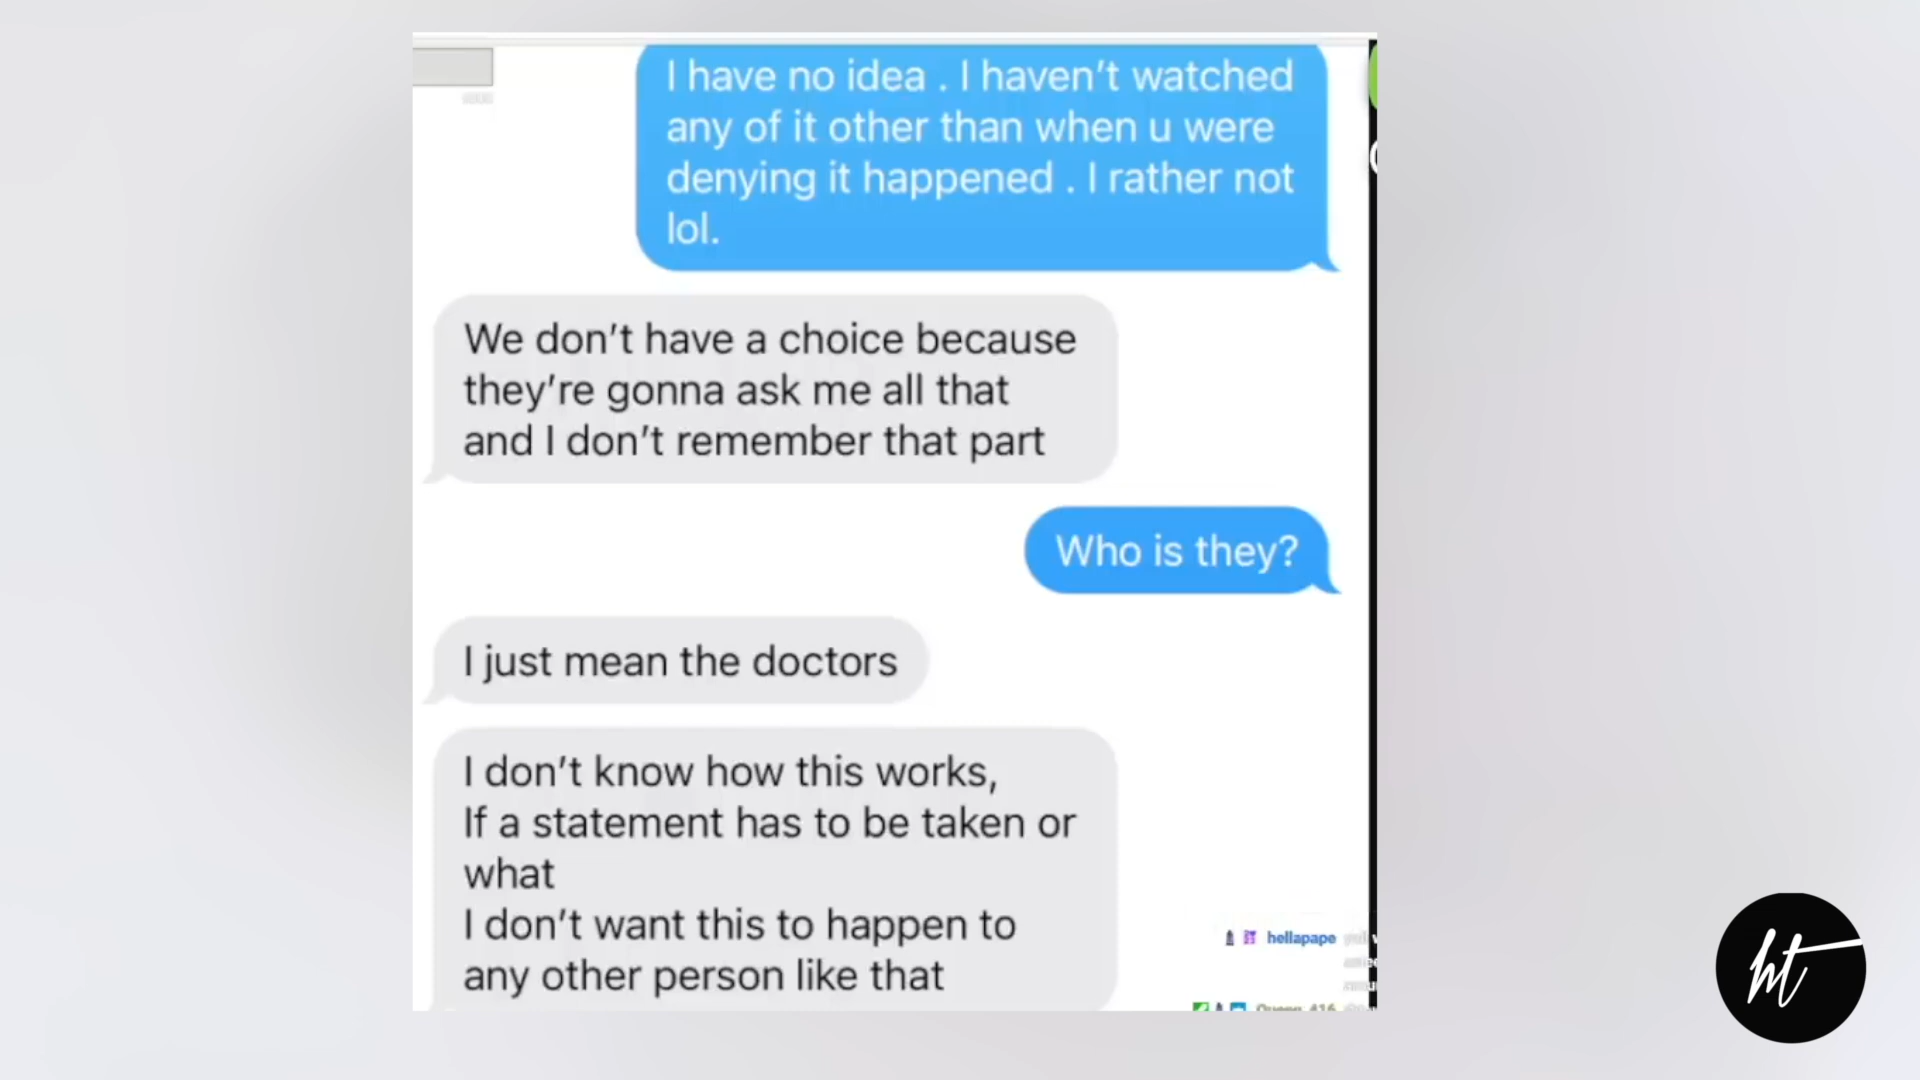 I have no idea . I haven't watched
any of it other than when u were
denying it happened . I rather not
lol.
We don't have a choice because
they're gonna ask me all that
and I don't remember that part
Who is they?
I just mean the doctors
I don't know how this works,
If a statement has to be taken or
what
I don't want this to happen to
any other person like that
hellapape
Queen_416
ht